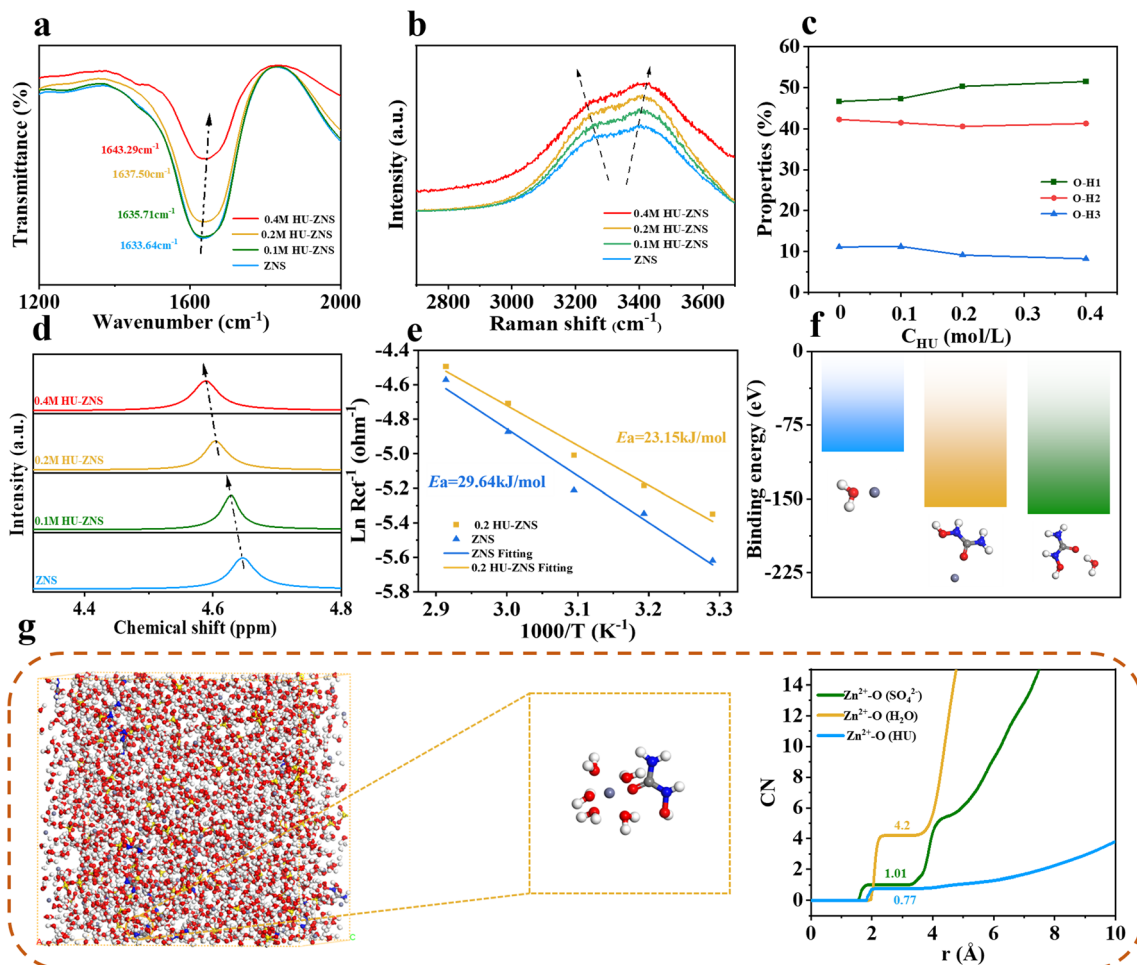 a
Transmittance (%)
1643.29cm⁻¹
1637.50cm⁻¹
1635.71cm⁻¹
1633.64cm⁻¹
0.4M HU-ZNS
0.2M HU-ZNS
0.1M HU-ZNS
ZNS
1200 1600 2000
Wavenumber (cm⁻¹)
b
Intensity (a.u.)
0.4M HU-ZNS
0.2M HU-ZNS
0.1M HU-ZNS
ZNS
3000 3300 3600
Raman shift (cm⁻¹)
c
Properties (%)
60
50
40
30
20
10
0
O-H1
O-H2
O-H3
0 0.1 0.2 0.3 0.4
C_HU (mol/L)
d
Intensity (a.u.)
0.4M HU-ZNS
0.2M HU-ZNS
0.1M HU-ZNS
ZNS
4.4 4.6 4.8
Chemical shift (ppm)
e
Ln Rct⁻¹ (ohm⁻¹)
-4.4
-4.6
-4.8
-5.0
-5.2
-5.4
-5.6
-5.8
Ea=23.15kJ/mol
Ea=29.64kJ/mol
0.2 HU-ZNS
ZNS
ZNS Fitting
0.2 HU-ZNS Fitting
2.9 3.0 3.1 3.2 3.3
1000/T (K⁻¹)
f
Binding energy (eV)
0
-75
-150
-225
g
A
C
CN
14
12
10
8
6
4
2
0
Zn²⁺-O (SO₄²⁻)
Zn²⁺-O (H₂O)
Zn²⁺-O (HU)
4.2
1.01
0.77
0 2 4 6 8 10
r (Å)